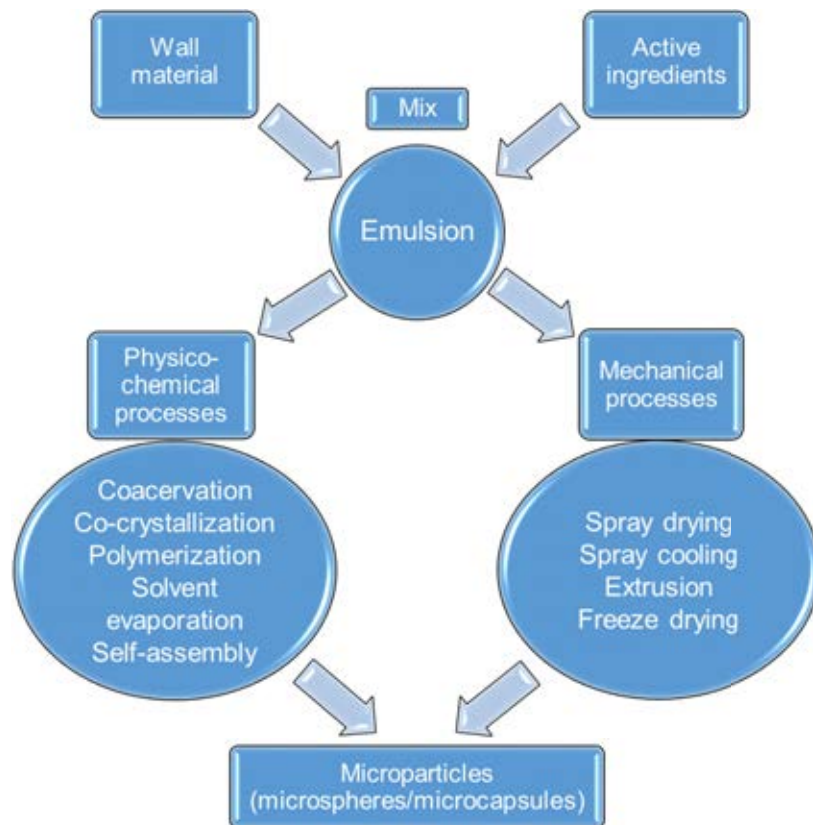 Wall
material
Active
ingredients
Mix
Emulsion
Physico-
chemical
processes
Mechanical
processes
Coacervation
Co-crystallization
Polymerization
Solvent
evaporation
Self-assembly
Spray drying
Spray cooling
Extrusion
Freeze drying
Microparticles
(microspheres/microcapsules)